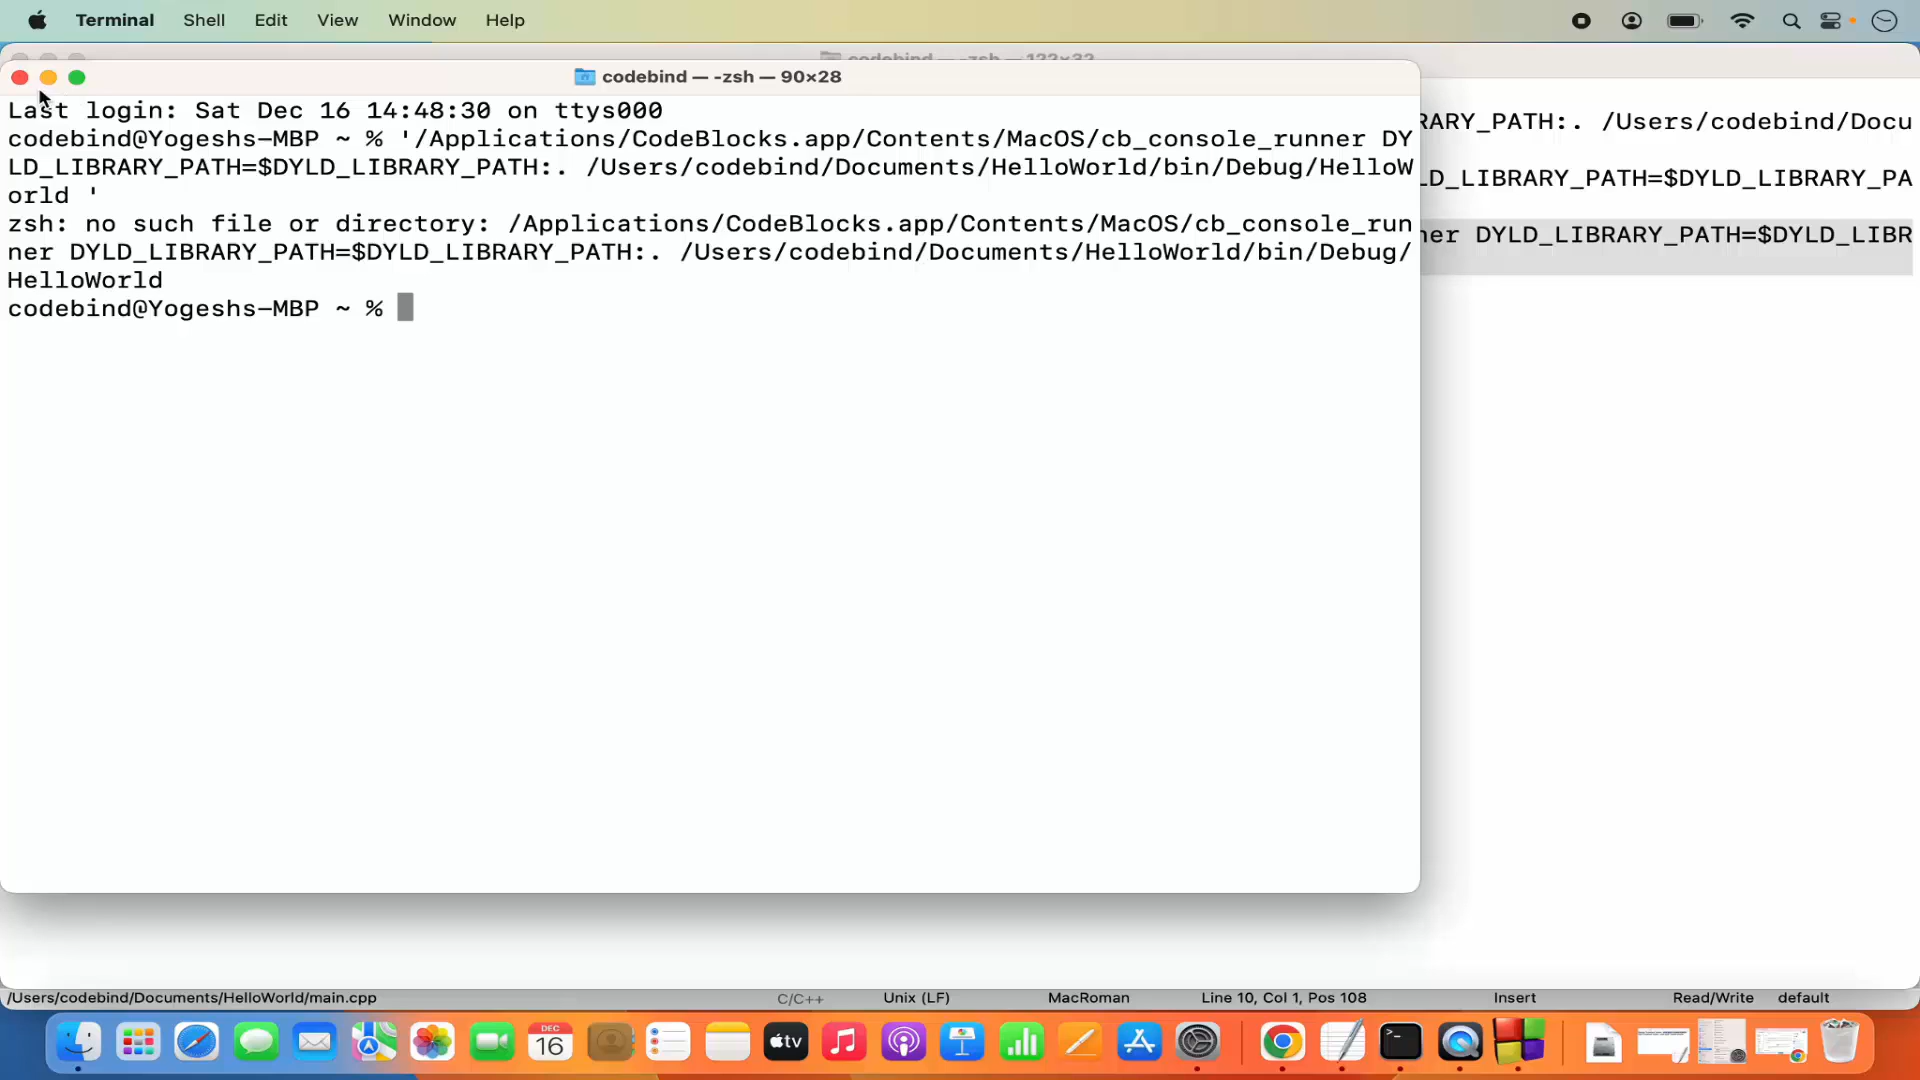 Terminal Shell Edit View Window Help
codebind — -zsh — 122×32
codebind — -zsh — 90×28
Last login: Sat Dec 16 14:48:30 on ttys000
codebind@Yogeshs-MBP ~ % '/Applications/CodeBlocks.app/Contents/MacOS/cb_console_runner DY
LD_LIBRARY_PATH=$DYLD_LIBRARY_PATH:. /Users/codebind/Documents/HelloWorld/bin/Debug/HelloW
orld '
zsh: no such file or directory: /Applications/CodeBlocks.app/Contents/MacOS/cb_console_run
ner DYLD_LIBRARY_PATH=$DYLD_LIBRARY_PATH:. /Users/codebind/Documents/HelloWorld/bin/Debug/
HelloWorld
codebind@Yogeshs-MBP ~ %
RARY_PATH:. /Users/codebind/Docu
LD_LIBRARY_PATH=$DYLD_LIBRARY_PA
ner DYLD_LIBRARY_PATH=$DYLD_LIBR
/Users/codebind/Documents/HelloWorld/main.cpp C/C++ Unix (LF) MacRoman Line 10, Col 1, Pos 108 Insert Read/Write default
DEC
16
tv